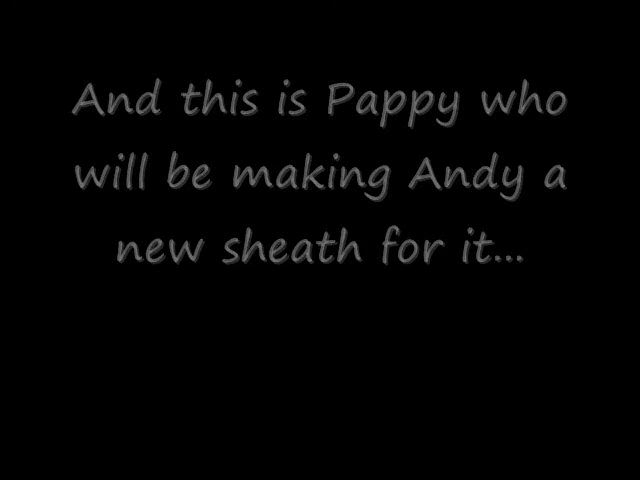 And this is Pappy who
will be making Andy a
new sheath for it...